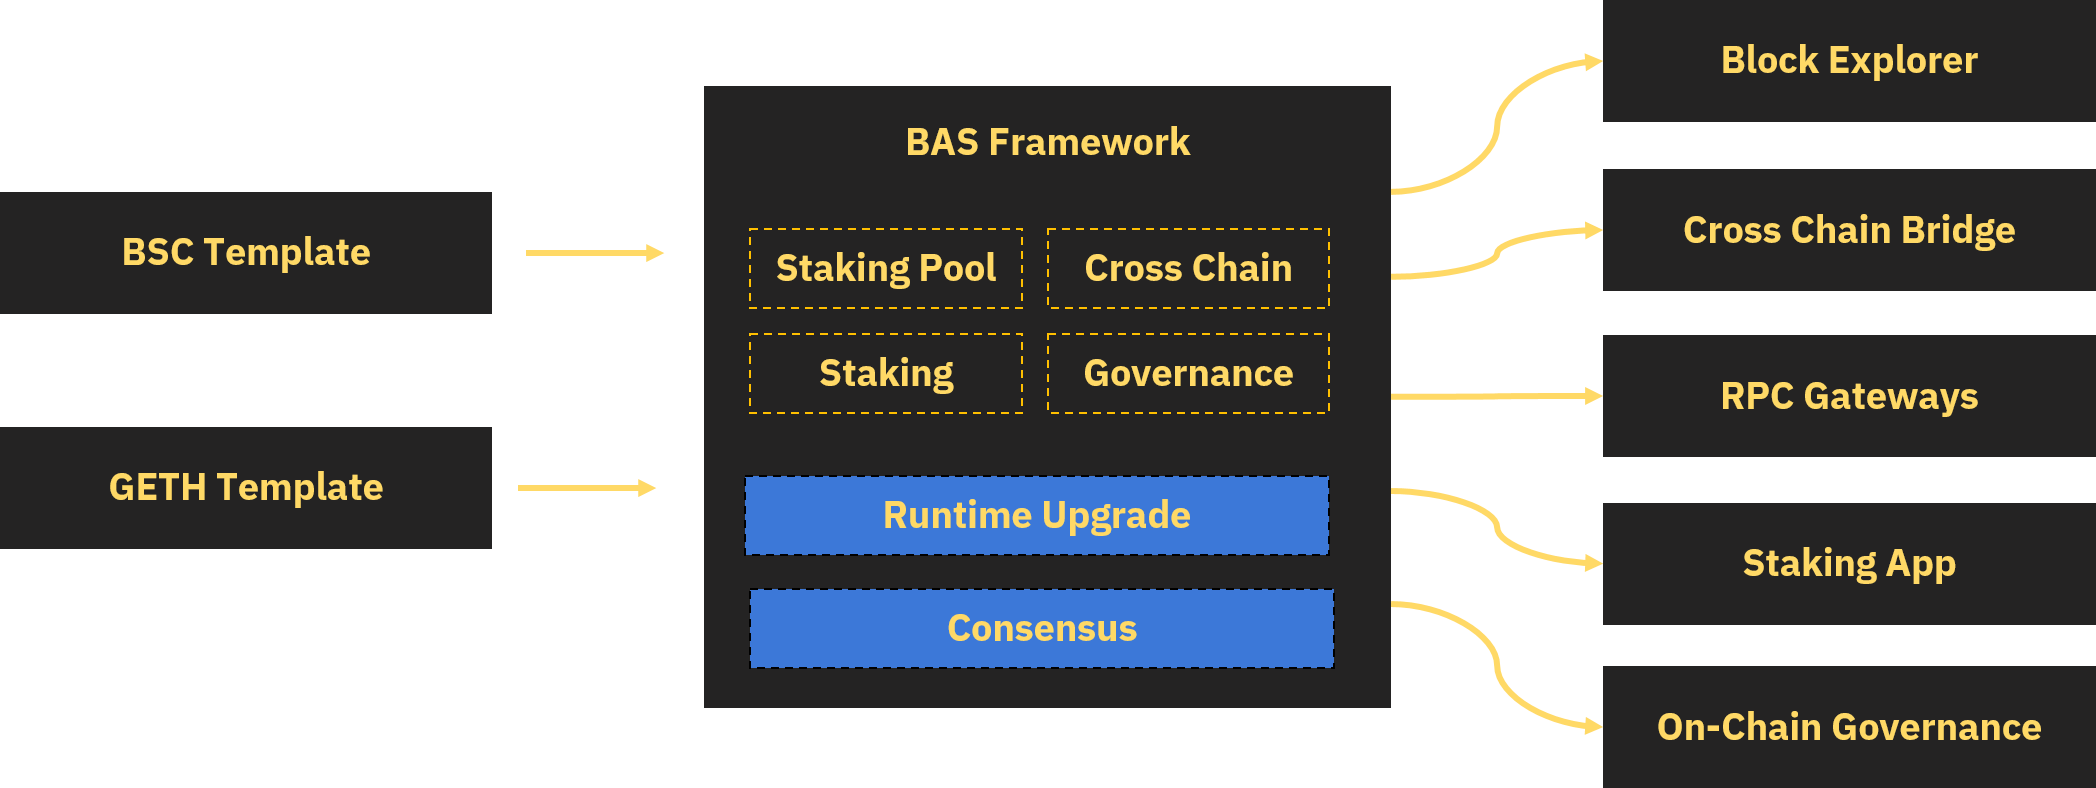 BSC Template
GETH Template
BAS Framework
Staking Pool
Cross Chain
Staking
Governance
Runtime Upgrade
Consensus
Block Explorer
Cross Chain Bridge
RPC Gateways
Staking App
On-Chain Governance